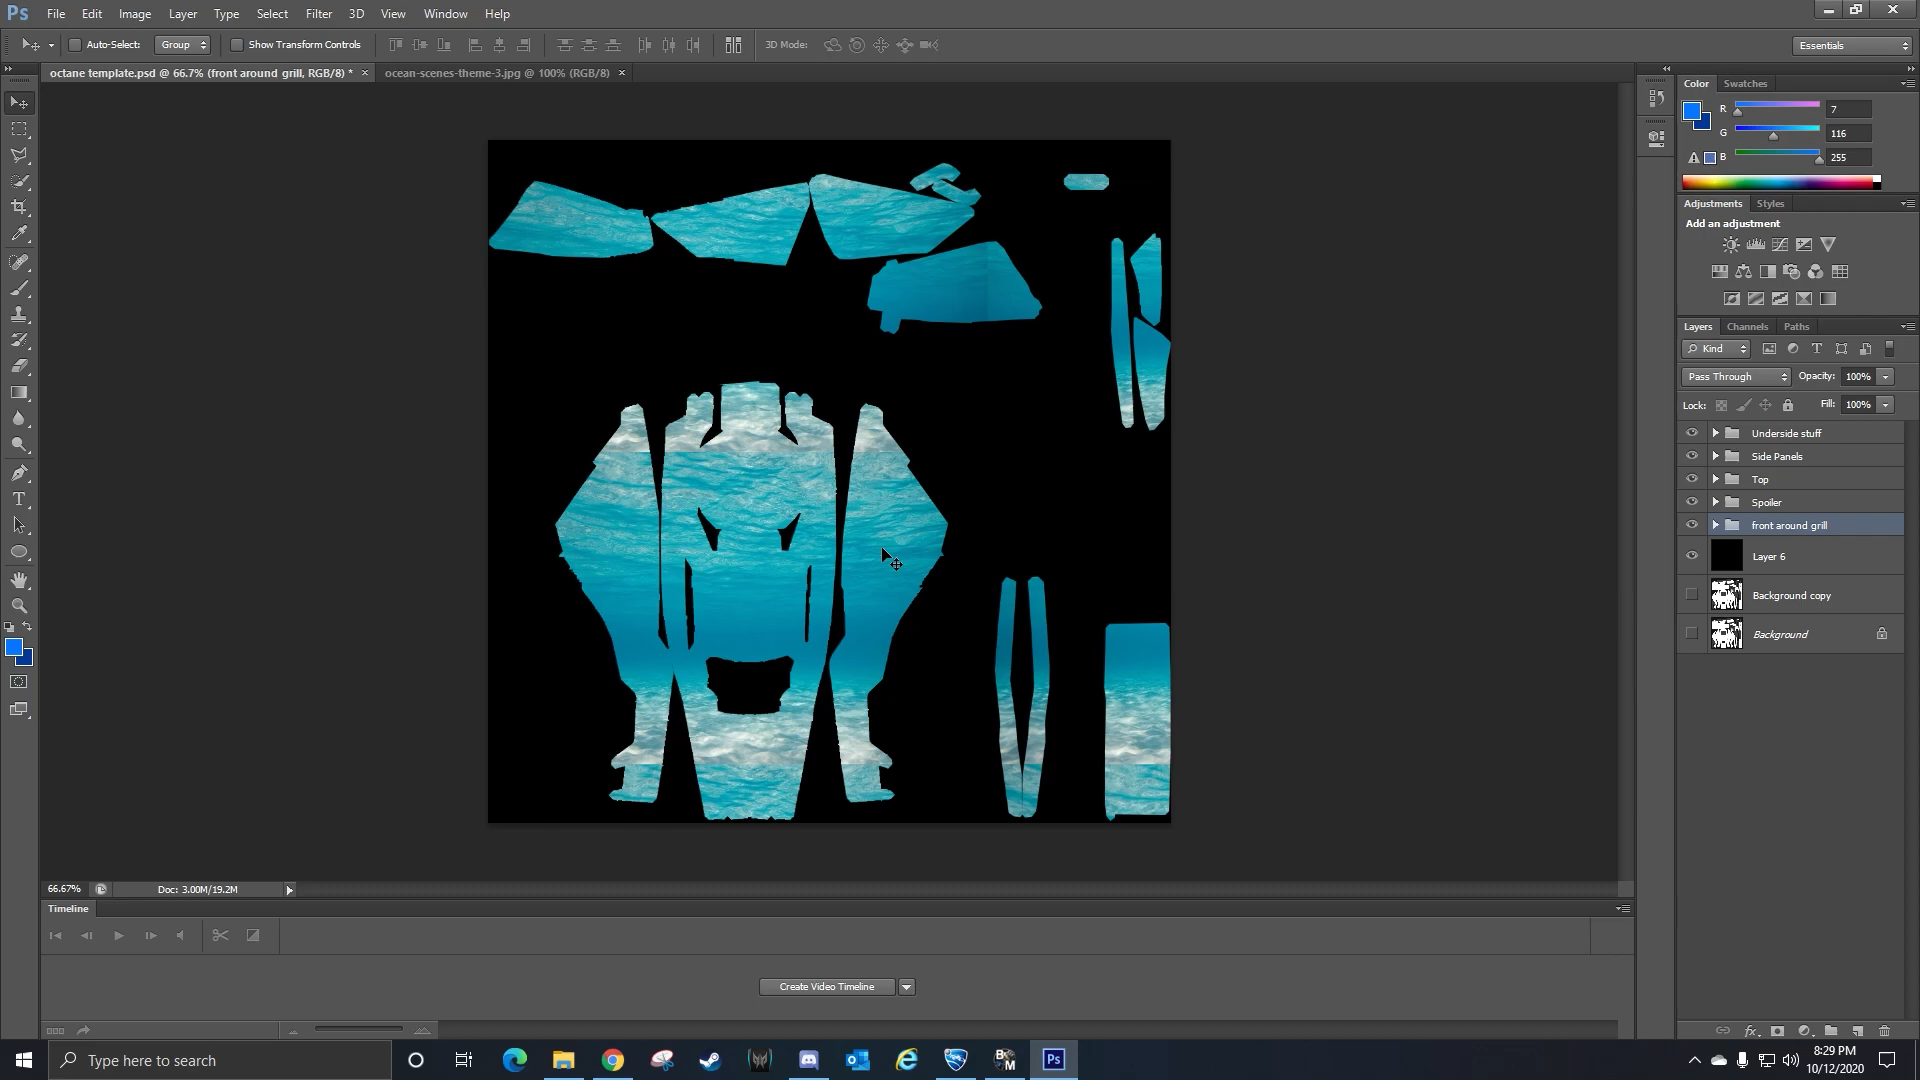 Ps File Edit Image Layer Type Select Filter 3D View Window Help
Auto-Select: Group Show Transform Controls 3D Mode: Essentials
octane template.psd @ 66.7% (front around grill, RGB/8) * × ocean-scenes-theme-3.jpg @ 100% (RGB/8) ×
Color Swatches
R 7
G 116
B 255
Adjustments Styles
Add an adjustment
Layers Channels Paths
Kind
Pass Through Opacity: 100%
Lock: Fill: 100%
Underside stuff
Side Panels
Top
Spoiler
front around grill
Layer 6
Background copy
Background
66.67% Doc: 3.00M/19.2M
Timeline
Create Video Timeline
Type here to search
Ps
8:29 PM
10/12/2020